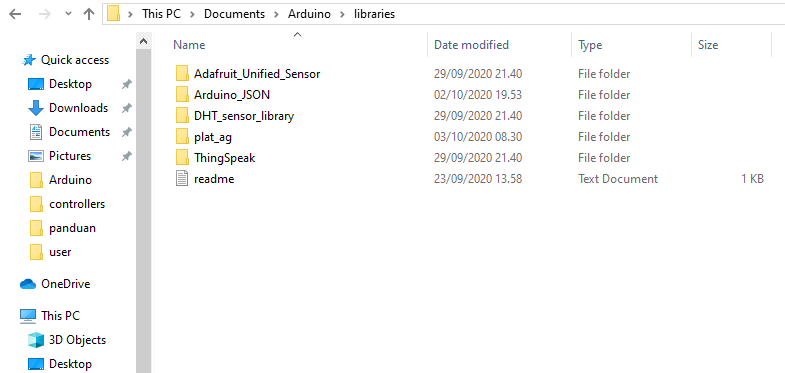 This PC > Documents > Arduino > libraries
Name Date modified Type Size
Quick access
Desktop
Downloads
Documents
Pictures
Arduino
controllers
panduan
user
OneDrive
This PC
3D Objects
Desktop
Adafruit_Unified_Sensor 29/09/2020 21.40 File folder
Arduino_JSON 02/10/2020 19.53 File folder
DHT_sensor_library 29/09/2020 21.40 File folder
plat_ag 03/10/2020 08.30 File folder
ThingSpeak 29/09/2020 21.40 File folder
readme 23/09/2020 13.58 Text Document 1 KB